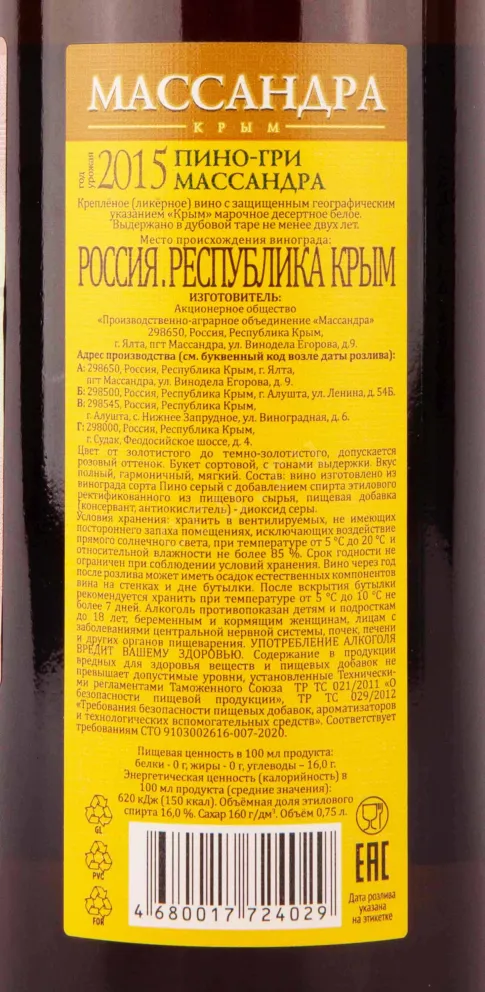 МАССАНДРА
КРЫМ
год урожая 2015 ПИНО-ГРИ
МАССАНДРА
Креплёное (ликёрное) вино с защищенным географическим
указанием «Крым» марочное десертное белое.
Выдержано в дубовой таре не менее двух лет.
Место происхождения винограда:
РОССИЯ. РЕСПУБЛИКА КРЫМ
ИЗГОТОВИТЕЛЬ:
Акционерное общество
«Производственно-аграрное объединение «Массандра»
298650, Россия, Республика Крым,
г. Ялта, пгт Массандра, ул. Винодела Егорова, д.9.
Адрес производства (см. буквенный код возле даты розлива):
А: 298650, Россия, Республика Крым, г. Ялта,
пгт Массандра, ул. Винодела Егорова, д. 9.
Б: 298500, Россия, Республика Крым, г. Алушта, ул. Ленина, д. 54Б.
В: 298545, Россия, Республика Крым,
г. Алушта, с. Нижнее Запрудное, ул. Виноградная, д. 6.
Г: 298000, Россия, Республика Крым,
г. Судак, Феодосийское шоссе, д. 4.
Цвет от золотистого до темно-золотистого, допускается
розовый оттенок. Букет сортовой, с тонами выдержки. Вкус
полный, гармоничный, мягкий. Состав: вино изготовлено из
винограда сорта Пино серый с добавлением спирта этилового
ректификованного из пищевого сырья, пищевая добавка
(консервант, антиокислитель) - диоксид серы.
Условия хранения: хранить в вентилируемых, не имеющих
постороннего запаха помещениях, исключающих воздействие
прямого солнечного света, при температуре от 5 °С до 20 °С и
относительной влажности не более 85 %. Срок годности не
ограничен при соблюдении условий хранения. Вино через год
после розлива может иметь осадок естественных компонентов
вина на стенках и дне бутылки. После вскрытия бутылки
рекомендуется хранить при температуре от 5 °С до 10 °С не
более 7 дней. Алкоголь противопоказан детям и подросткам
до 18 лет, беременным и кормящим женщинам, лицам с
заболеваниями центральной нервной системы, почек, печени
и других органов пищеварения. УПОТРЕБЛЕНИЕ АЛКОГОЛЯ
ВРЕДИТ ВАШЕМУ ЗДОРОВЬЮ. Содержание в продукции
вредных для здоровья веществ и пищевых добавок не
превышает допустимые уровни, установленные Технически-
ми регламентами Таможенного Союза ТР ТС 021/2011 «О
безопасности пищевой продукции», ТР ТС 029/2012
«Требования безопасности пищевых добавок, ароматизаторов
и технологических вспомогательных средств». Соответствует
требованиям СТО 9103002616-007-2020.
Пищевая ценность в 100 мл продукта:
белки - 0 г, жиры - 0 г, углеводы – 16,0 г.
Энергетическая ценность (калорийность) в
100 мл продукта (средние значения):
620 кДж (150 ккал). Объёмная доля этилового
спирта 16,0 %. Сахар 160 г/дм³. Объём 0,75 л.
GL
PVC
FOR
4 680017 724029
EAC
Дата розлива
указана
на этикетке